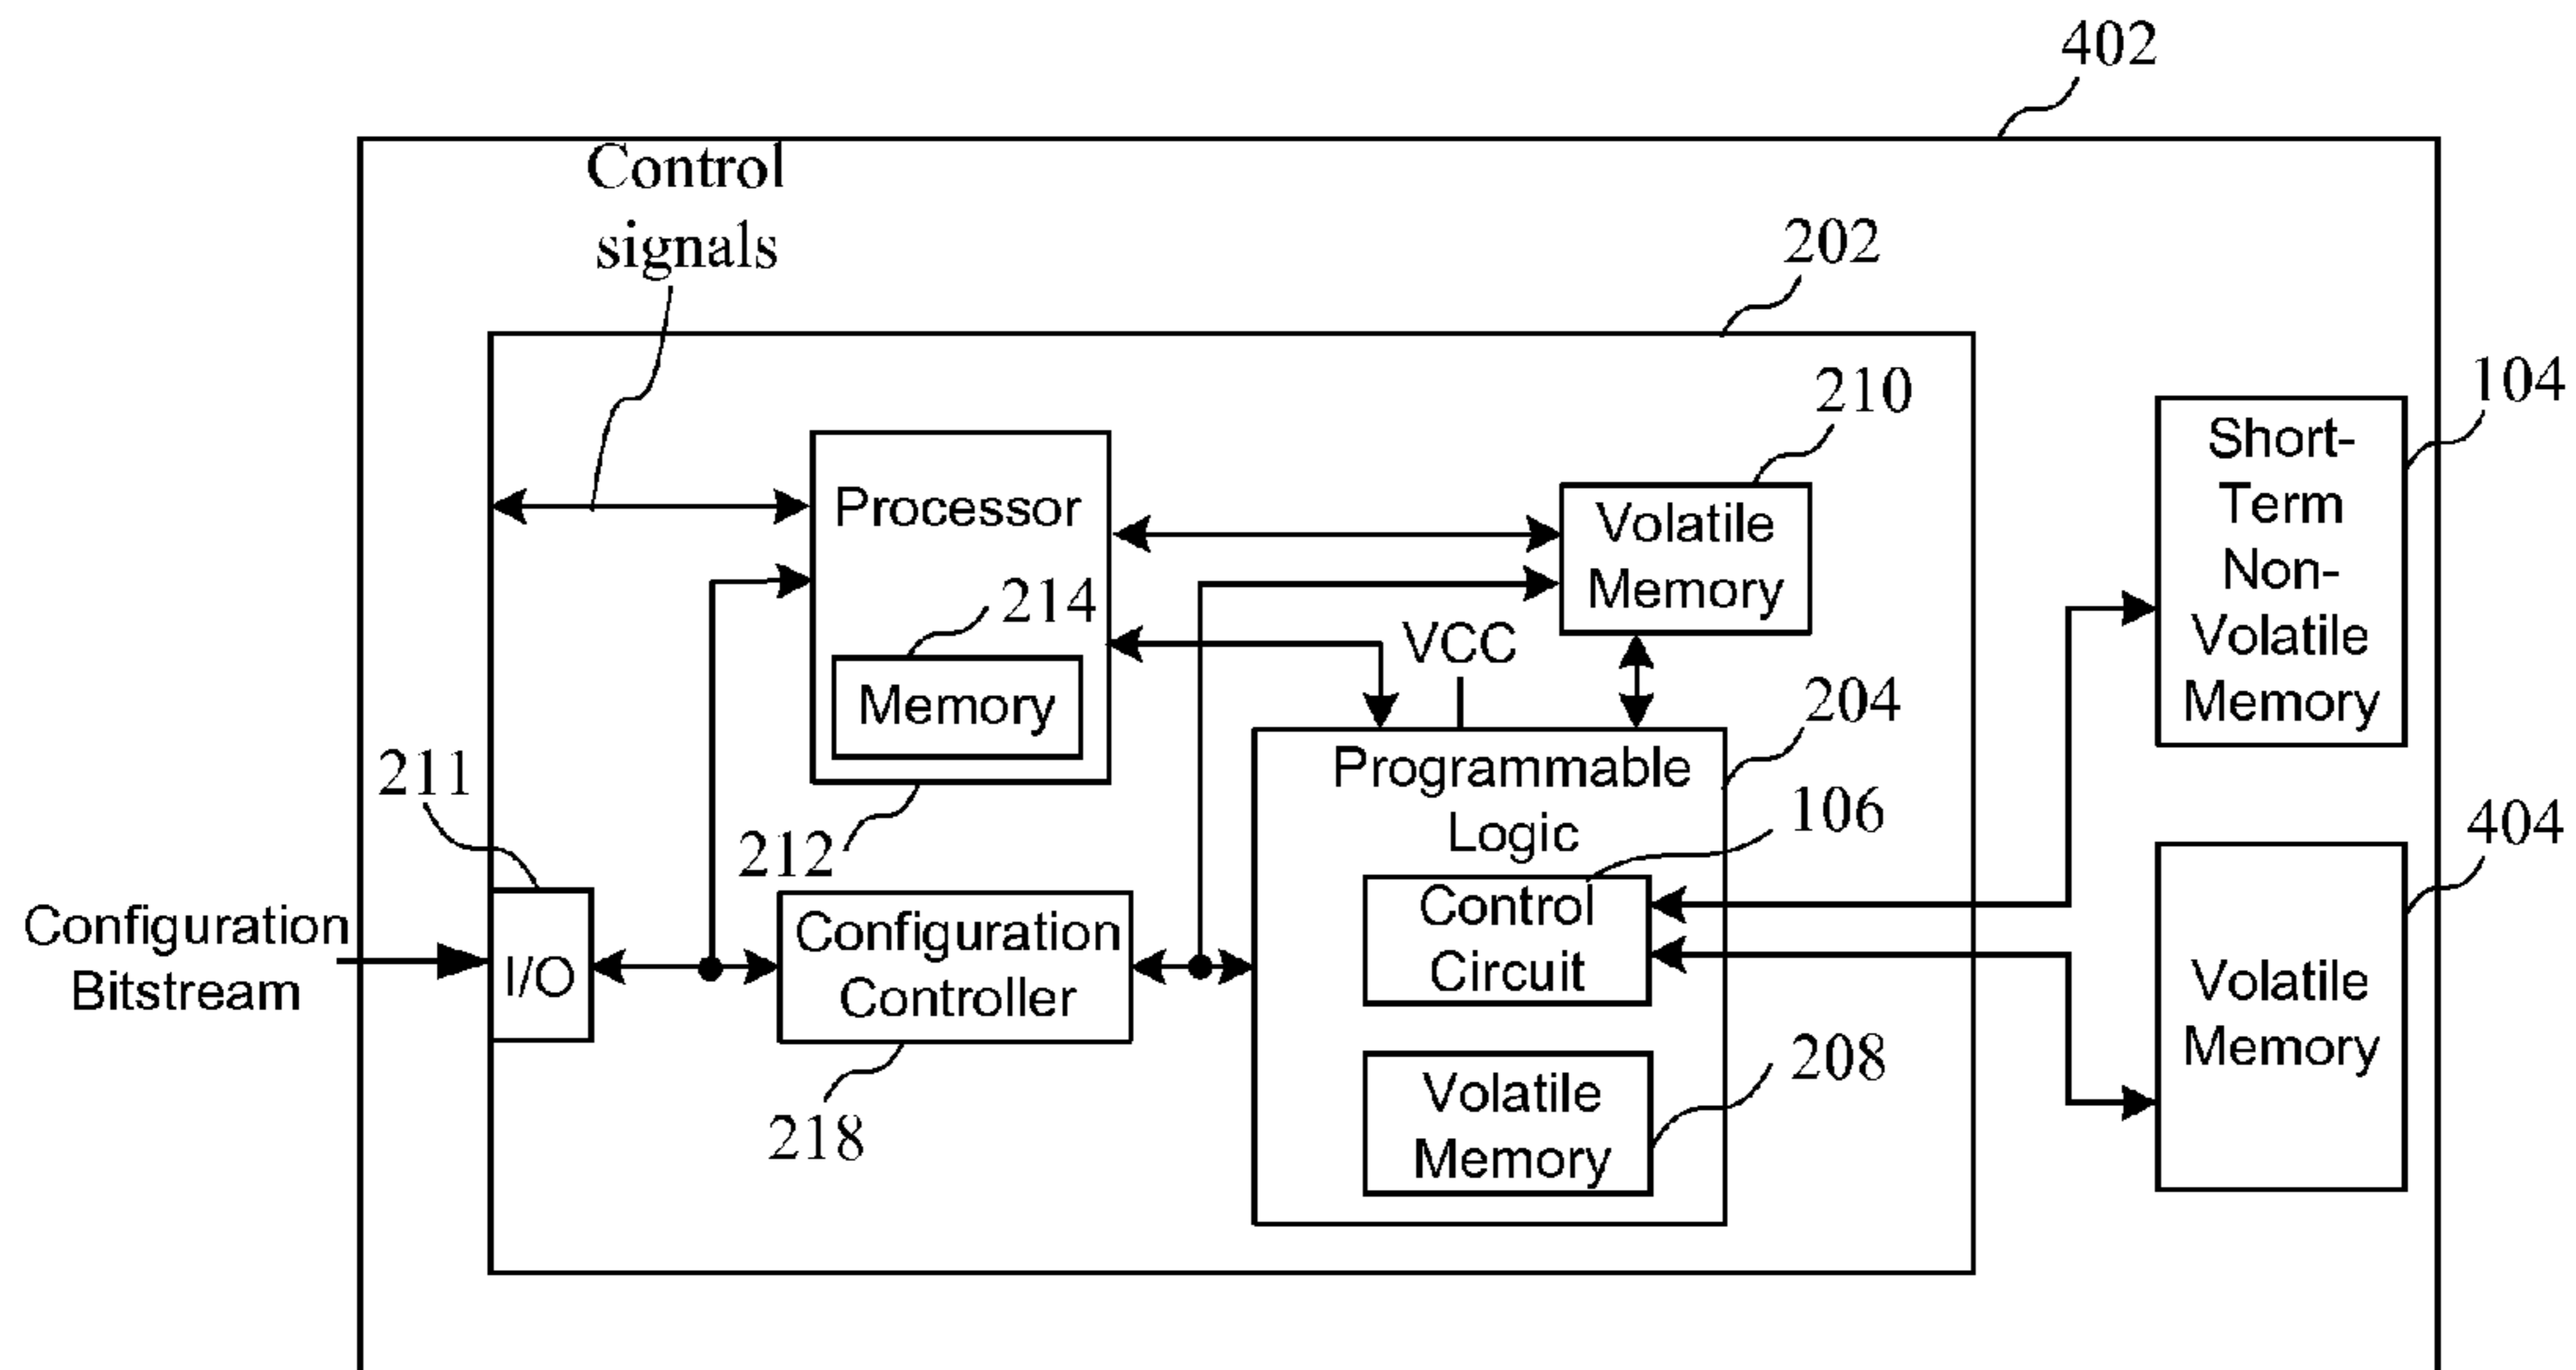 402
Control
signals
202
210
104
Short-
Term
Non-
Volatile
Memory
Processor
Volatile
Memory
214
Memory
VCC
204
Programmable
Logic
106
211
212
404
Configuration
Bitstream
I/O
Configuration
Controller
Control
Circuit
Volatile
Memory
218
Volatile
Memory
208